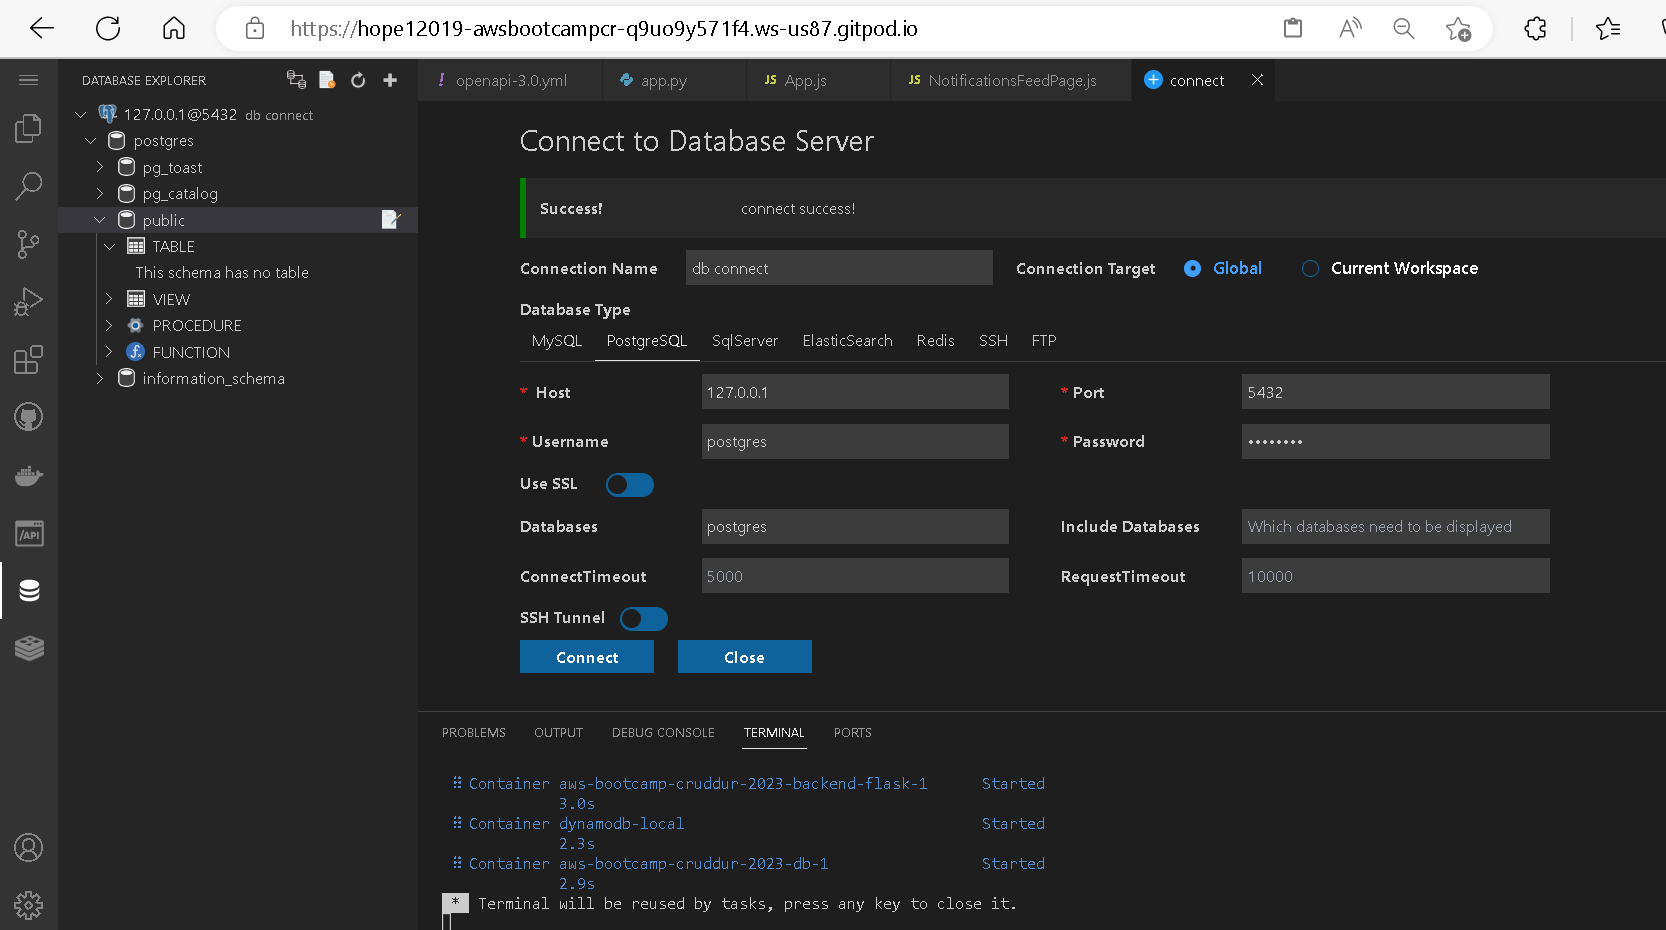 https://hope12019-awsbootcampcr-q9uo9y571f4.ws-us87.gitpod.io
DATABASE EXPLORER
openapi-3.0.yml
app.py
JS App.js
JS NotificationsFeedPage.js
connect
127.0.0.1@5432 db connect
postgres
pg_toast
pg_catalog
public
TABLE
This schema has no table
VIEW
PROCEDURE
FUNCTION
information_schema
/API
Connect to Database Server
Success! connect success!
Connection Name db connect Connection Target Global Current Workspace
Database Type
MySQL PostgreSQL SqlServer ElasticSearch Redis SSH FTP
* Host 127.0.0.1 * Port 5432
* Username postgres * Password ••••••••
Use SSL
Databases postgres Include Databases Which databases need to be displayed
ConnectTimeout 5000 RequestTimeout 10000
SSH Tunnel
Connect Close
PROBLEMS OUTPUT DEBUG CONSOLE TERMINAL PORTS
⠿ Container aws-bootcamp-cruddur-2023-backend-flask-1 Started
3.0s
⠿ Container dynamodb-local Started
2.3s
⠿ Container aws-bootcamp-cruddur-2023-db-1 Started
2.9s
* Terminal will be reused by tasks, press any key to close it.